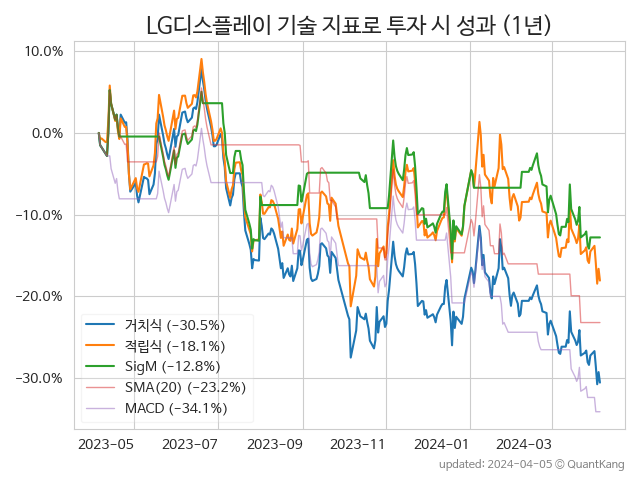 LG디스플레이 기술 지표로 투자 시 성과 (1년)
10.0%
0.0%
−10.0%
−20.0%
−30.0%
거치식 (−30.5%)
적립식 (−18.1%)
SigM (−12.8%)
SMA(20) (−23.2%)
MACD (−34.1%)
2023-05 2023-07 2023-09 2023-11 2024-01 2024-03
updated: 2024-04-05 © QuantKang